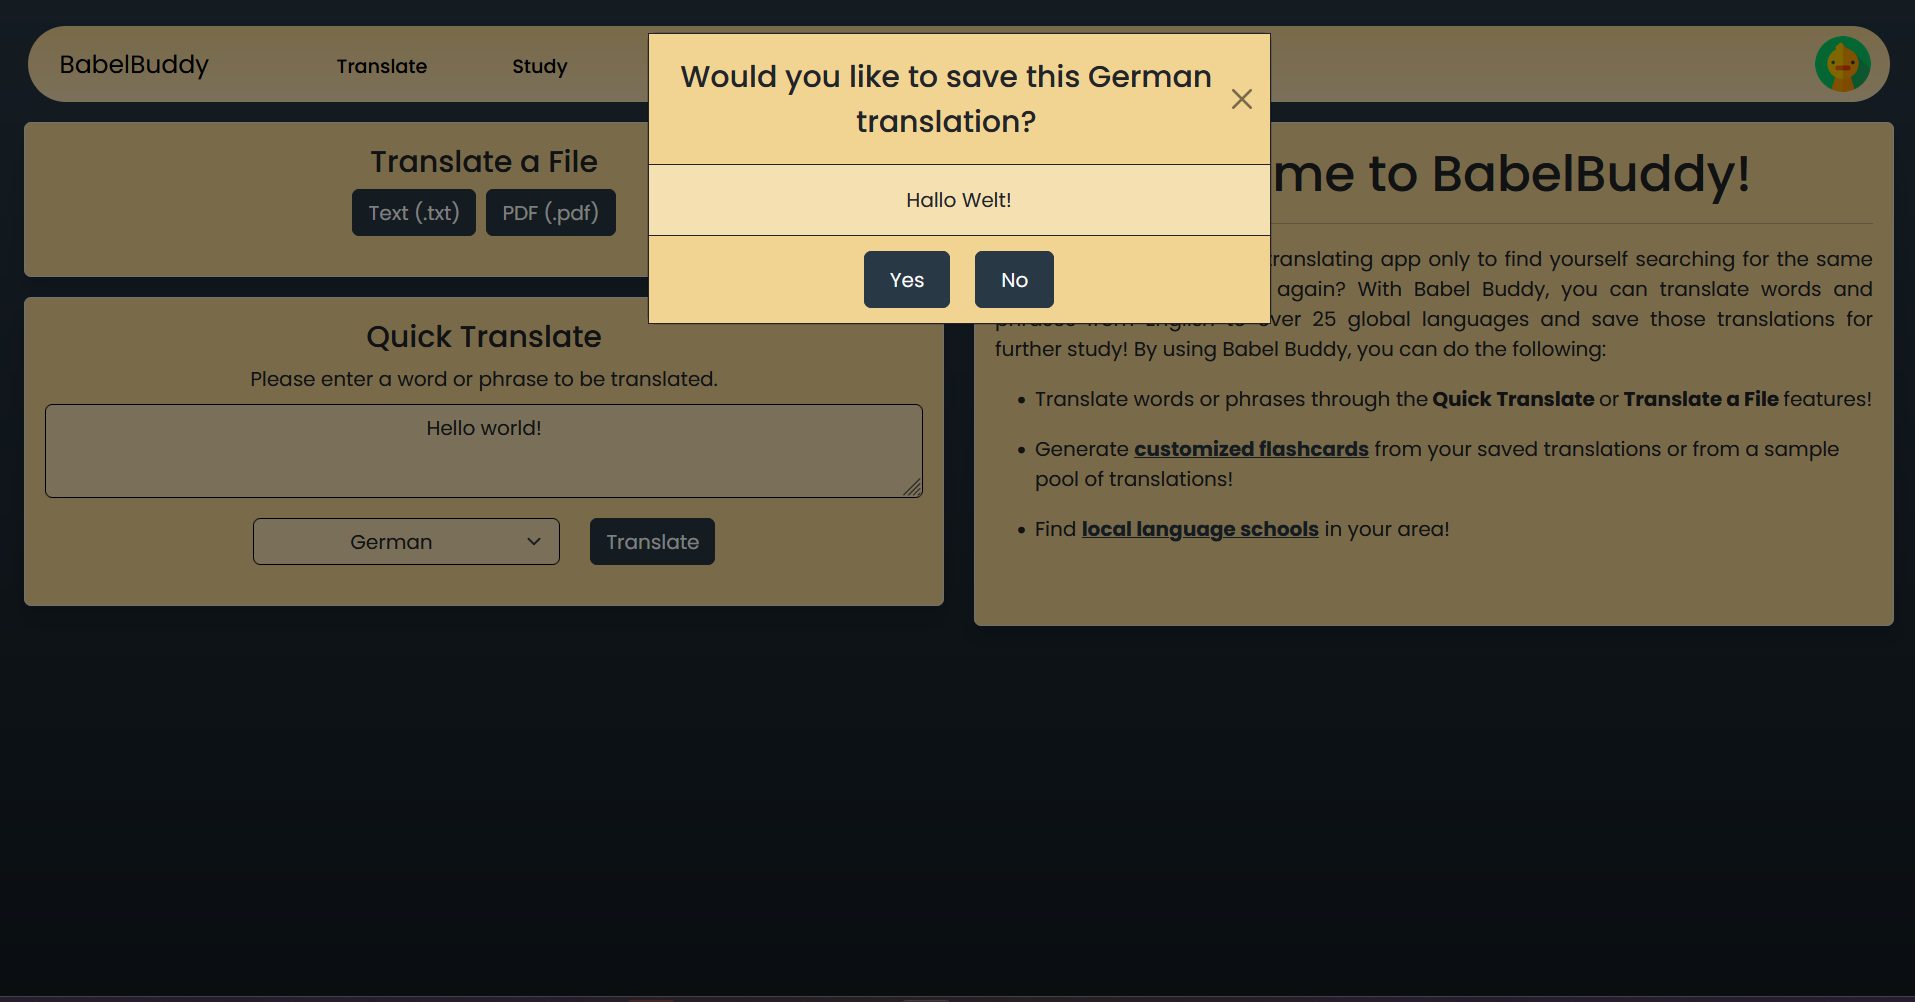 BabelBuddy
Translate
Study
Would you like to save this German
translation?
Hallo Welt!
Yes
No
Translate a File
Text (.txt)
PDF (.pdf)
Quick Translate
Please enter a word or phrase to be translated.
Hello world!
German
Translate
me to BabelBuddy!
translating app only to find yourself searching for the same
again? With Babel Buddy, you can translate words and
phrases from English to over 25 global languages and save those translations for
further study! By using Babel Buddy, you can do the following:
• Translate words or phrases through the Quick Translate or Translate a File features!
• Generate customized flashcards from your saved translations or from a sample
pool of translations!
• Find local language schools in your area!